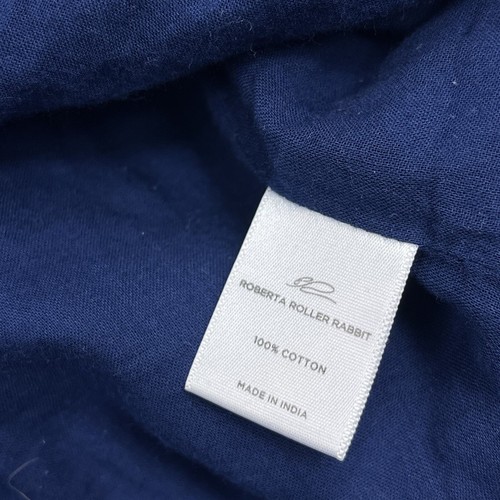 ROBERTA ROLLER RABBIT
100% COTTON
MADE IN INDIA